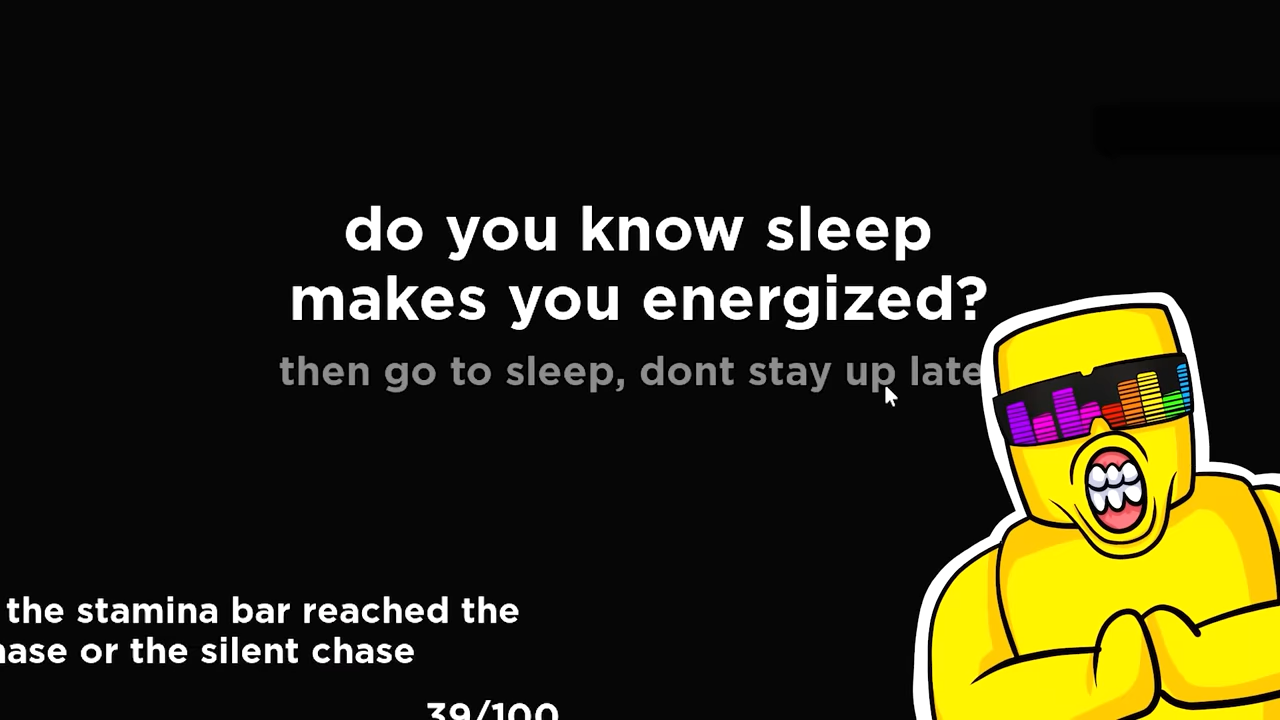 do you know sleep
makes you energized?
then go to sleep, dont stay up late
the stamina bar reached the
or the silent chase
39/100